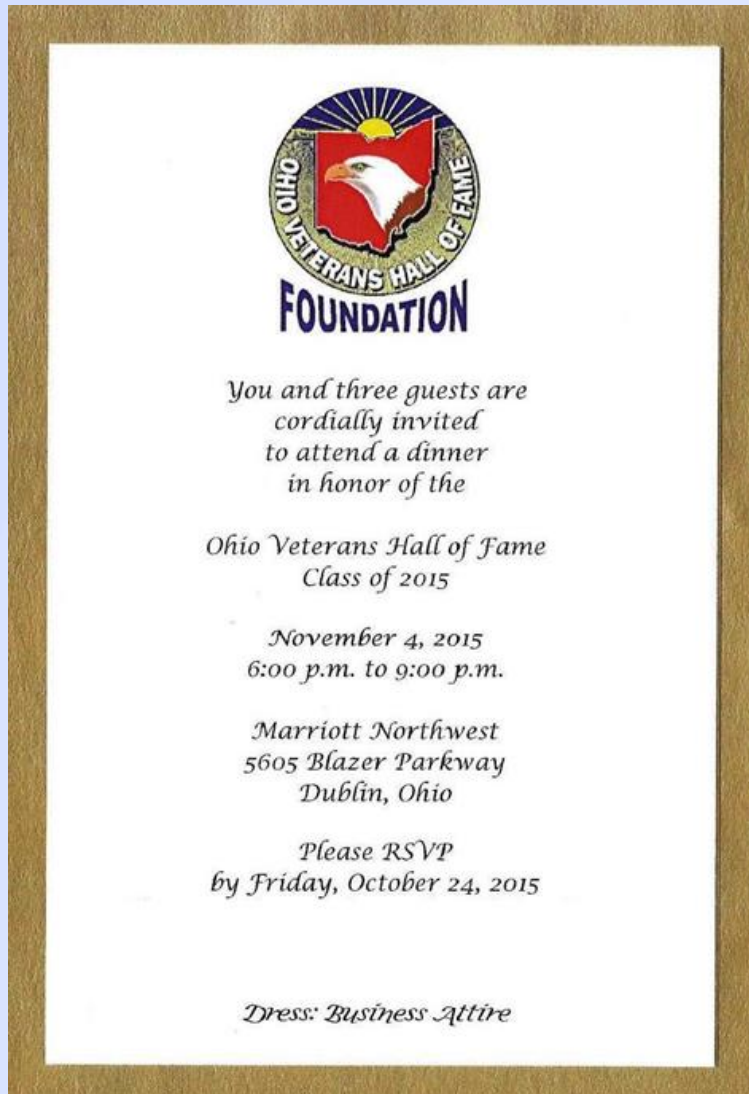 OHIO VETERANS HALL OF FAME
FOUNDATION
You and three guests are
cordially invited
to attend a dinner
in honor of the
Ohio Veterans Hall of Fame
Class of 2015
November 4, 2015
6:00 p.m. to 9:00 p.m.
Marriott Northwest
5605 Blazer Parkway
Dublin, Ohio
Please RSVP
by Friday, October 24, 2015
Dress: Business Attire